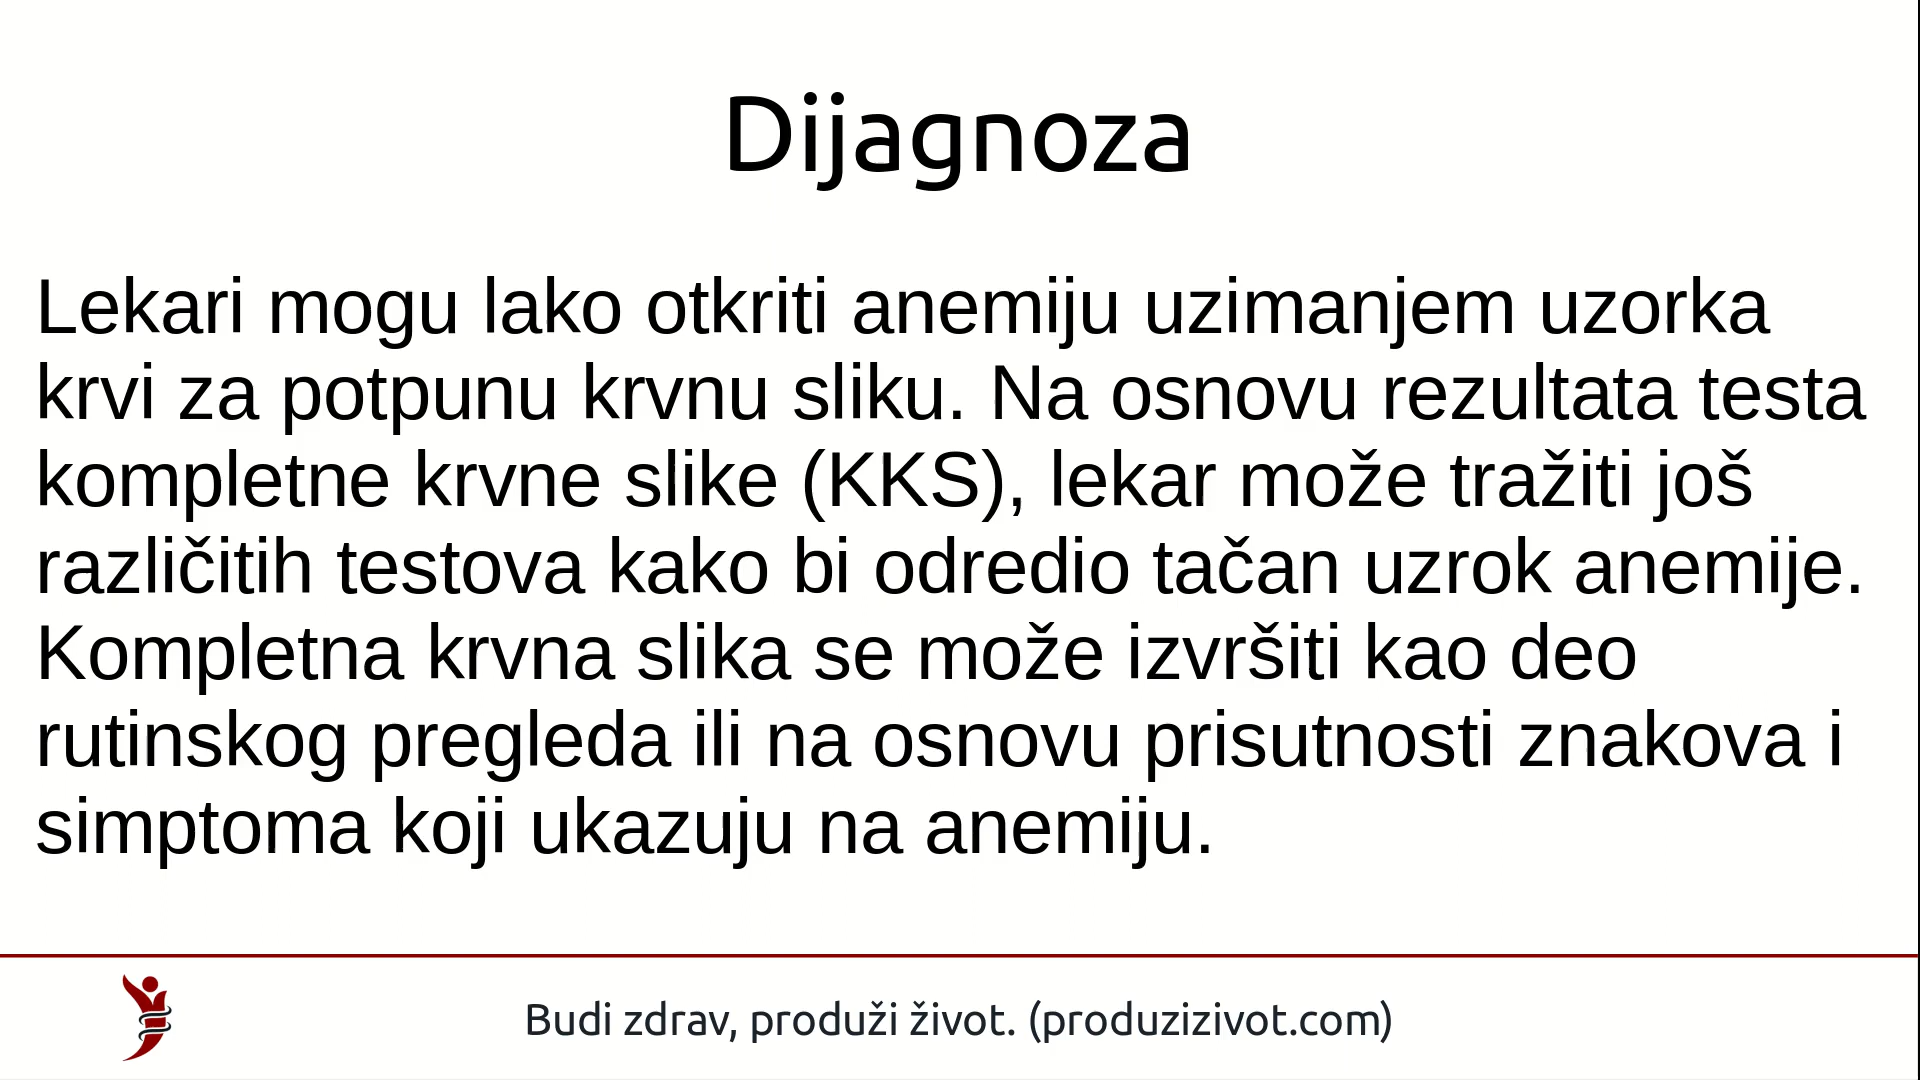 Dijagnoza
Lekari mogu lako otkriti anemiju uzimanjem uzorka
krvi za potpunu krvnu sliku. Na osnovu rezultata testa
kompletne krvne slike (KKS), lekar može tražiti još
različitih testova kako bi odredio tačan uzrok anemije.
Kompletna krvna slika se može izvršiti kao deo
rutinskog pregleda ili na osnovu prisutnosti znakova i
simptoma koji ukazuju na anemiju.
Budi zdrav, produži život. (produzizivot.com)